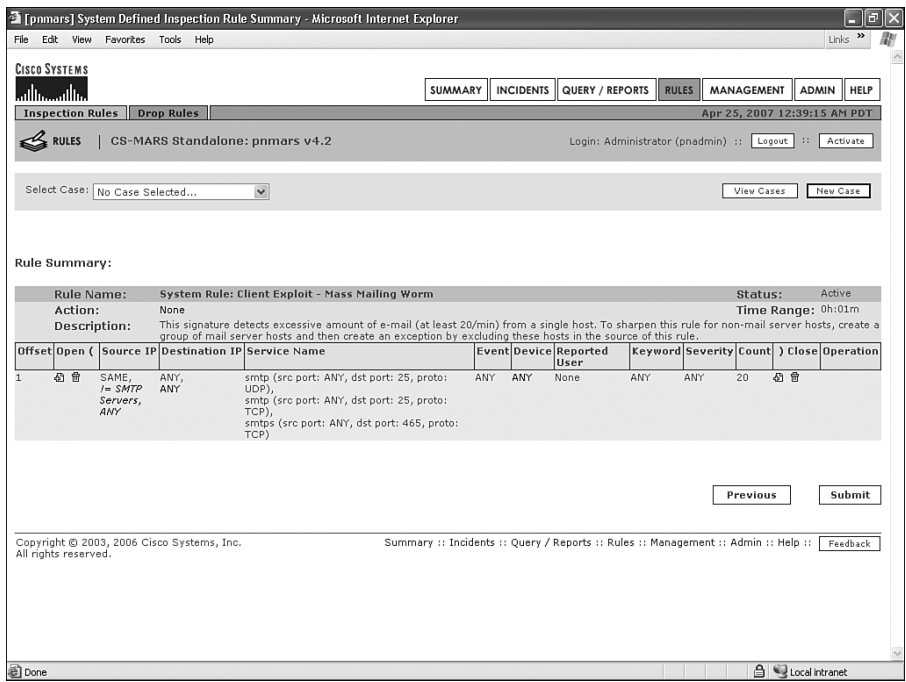 [pnmars] System Defined Inspection Rule Summary - Microsoft Internet Explorer
File Edit View Favorites Tools Help Links »
CISCO SYSTEMS
SUMMARY INCIDENTS QUERY / REPORTS RULES MANAGEMENT ADMIN HELP
Inspection Rules Drop Rules Apr 25, 2007 12:39:15 AM PDT
RULES | CS-MARS Standalone: pnmars v4.2 Login: Administrator (pnadmin) :: Logout :: Activate
Select Case: No Case Selected... View Cases New Case
Rule Summary:
Rule Name: System Rule: Client Exploit - Mass Mailing Worm Status: Active
Action: None Time Range: 0h:01m
Description: This signature detects excessive amount of e-mail (at least 20/min) from a single host. To sharpen this rule for non-mail server hosts, create a
group of mail server hosts and then create an exception by excluding these hosts in the source of this rule.
Offset Open ( Source IP Destination IP Service Name Event Device Reported User Keyword Severity Count ) Close Operation
1 SAME, ANY, smtp (src port: ANY, dst port: 25, proto: ANY ANY None ANY ANY 20
!= SMTP ANY UDP),
Servers, smtp (src port: ANY, dst port: 25, proto:
ANY TCP),
smtps (src port: ANY, dst port: 465, proto:
TCP)
Previous Submit
Copyright © 2003, 2006 Cisco Systems, Inc. Summary :: Incidents :: Query / Reports :: Rules :: Management :: Admin :: Help :: Feedback
All rights reserved.
Done Local intranet